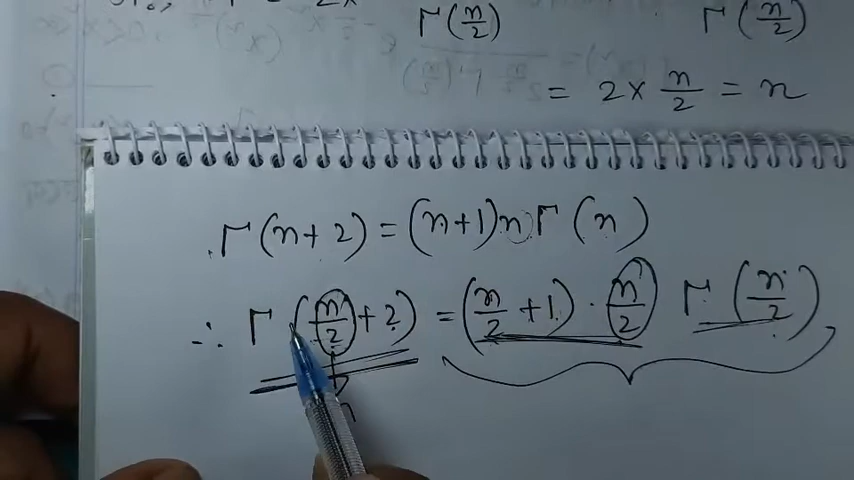 Γ(n/2)   Γ(n/2)
= 2 × n/2 = n
Γ(n+2) = (n+1) n Γ(n)
∴ Γ(n/2 + 2) = (n/2 + 1) · n/2 Γ(n/2)
n